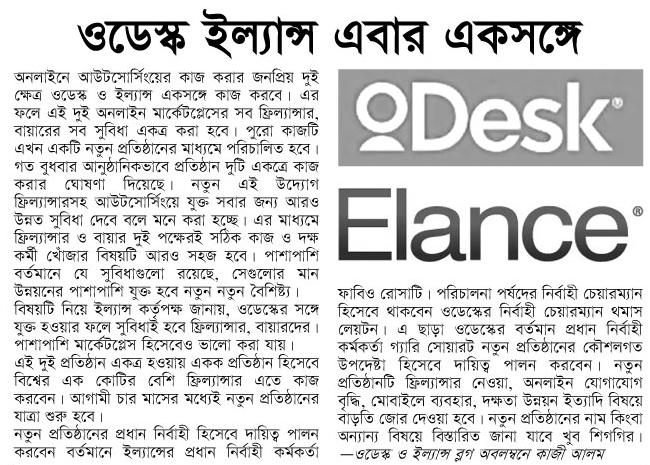 ওডেস্ক ইল্যান্স এবার একসঙ্গে
অনলাইনে আউটসোর্সিংয়ের কাজ করার জনপ্রিয় দুই
ক্ষেত্র ওডেস্ক ও ইল্যান্স একসঙ্গে কাজ করবে। এর
ফলে এই দুই অনলাইন মার্কেটপ্লেসের সব ফ্রিল্যান্সার,
বায়ারের সব সুবিধা একত্র করা হবে। পুরো কাজটি
এখন একটি নতুন প্রতিষ্ঠানের মাধ্যমে পরিচালিত হবে।
গত বুধবার আনুষ্ঠানিকভাবে প্রতিষ্ঠান দুটি একত্রে কাজ
করার ঘোষণা দিয়েছে। নতুন এই উদ্যোগ
ফ্রিল্যান্সারসহ আউটসোর্সিংয়ে যুক্ত সবার জন্য আরও
উন্নত সুবিধা দেবে বলে মনে করা হচ্ছে। এর মাধ্যমে
ফ্রিল্যান্সার ও বায়ার দুই পক্ষেরই সঠিক কাজ ও দক্ষ
কর্মী খোঁজার বিষয়টি আরও সহজ হবে। পাশাপাশি
বর্তমানে যে সুবিধাগুলো রয়েছে, সেগুলোর মান
উন্নয়নের পাশাপাশি যুক্ত হবে নতুন নতুন বৈশিষ্ট্য।
বিষয়টি নিয়ে ইল্যান্স কর্তৃপক্ষ জানায়, ওডেস্কের সঙ্গে
যুক্ত হওয়ার ফলে সুবিধাই হবে ফ্রিল্যান্সার, বায়ারদের।
পাশাপাশি মার্কেটপ্লেস হিসেবেও ভালো করা যায়।
এই দুই প্রতিষ্ঠান একত্র হওয়ায় একক প্রতিষ্ঠান হিসেবে
বিশ্বের এক কোটির বেশি ফ্রিল্যান্সার এতে কাজ
করবেন। আগামী চার মাসের মধ্যেই নতুন প্রতিষ্ঠানের
যাত্রা শুরু হবে।
নতুন প্রতিষ্ঠানের প্রধান নির্বাহী হিসেবে দায়িত্ব পালন
করবেন বর্তমানে ইল্যান্সের প্রধান নির্বাহী কর্মকর্তা
oDesk®
Elance®
ফাবিও রোসাটি। পরিচালনা পর্ষদের নির্বাহী চেয়ারম্যান
হিসেবে থাকবেন ওডেস্কের নির্বাহী চেয়ারম্যান থমাস
লেয়টন। এ ছাড়া ওডেস্কের বর্তমান প্রধান নির্বাহী
কর্মকর্তা গ্যারি সোয়ার্ট নতুন প্রতিষ্ঠানের কৌশলগত
উপদেষ্টা হিসেবে দায়িত্ব পালন করবেন। নতুন
প্রতিষ্ঠানটি ফ্রিল্যান্সার নেওয়া, অনলাইন যোগাযোগ
বৃদ্ধি, মোবাইলে ব্যবহার, দক্ষতা উন্নয়ন ইত্যাদি বিষয়ে
বাড়তি জোর দেওয়া হবে। নতুন প্রতিষ্ঠানের নাম কিংবা
অন্যান্য বিষয়ে বিস্তারিত জানা যাবে খুব শিগগির।
—ওডেস্ক ও ইল্যান্স ব্লগ অবলম্বনে কাজী আলম